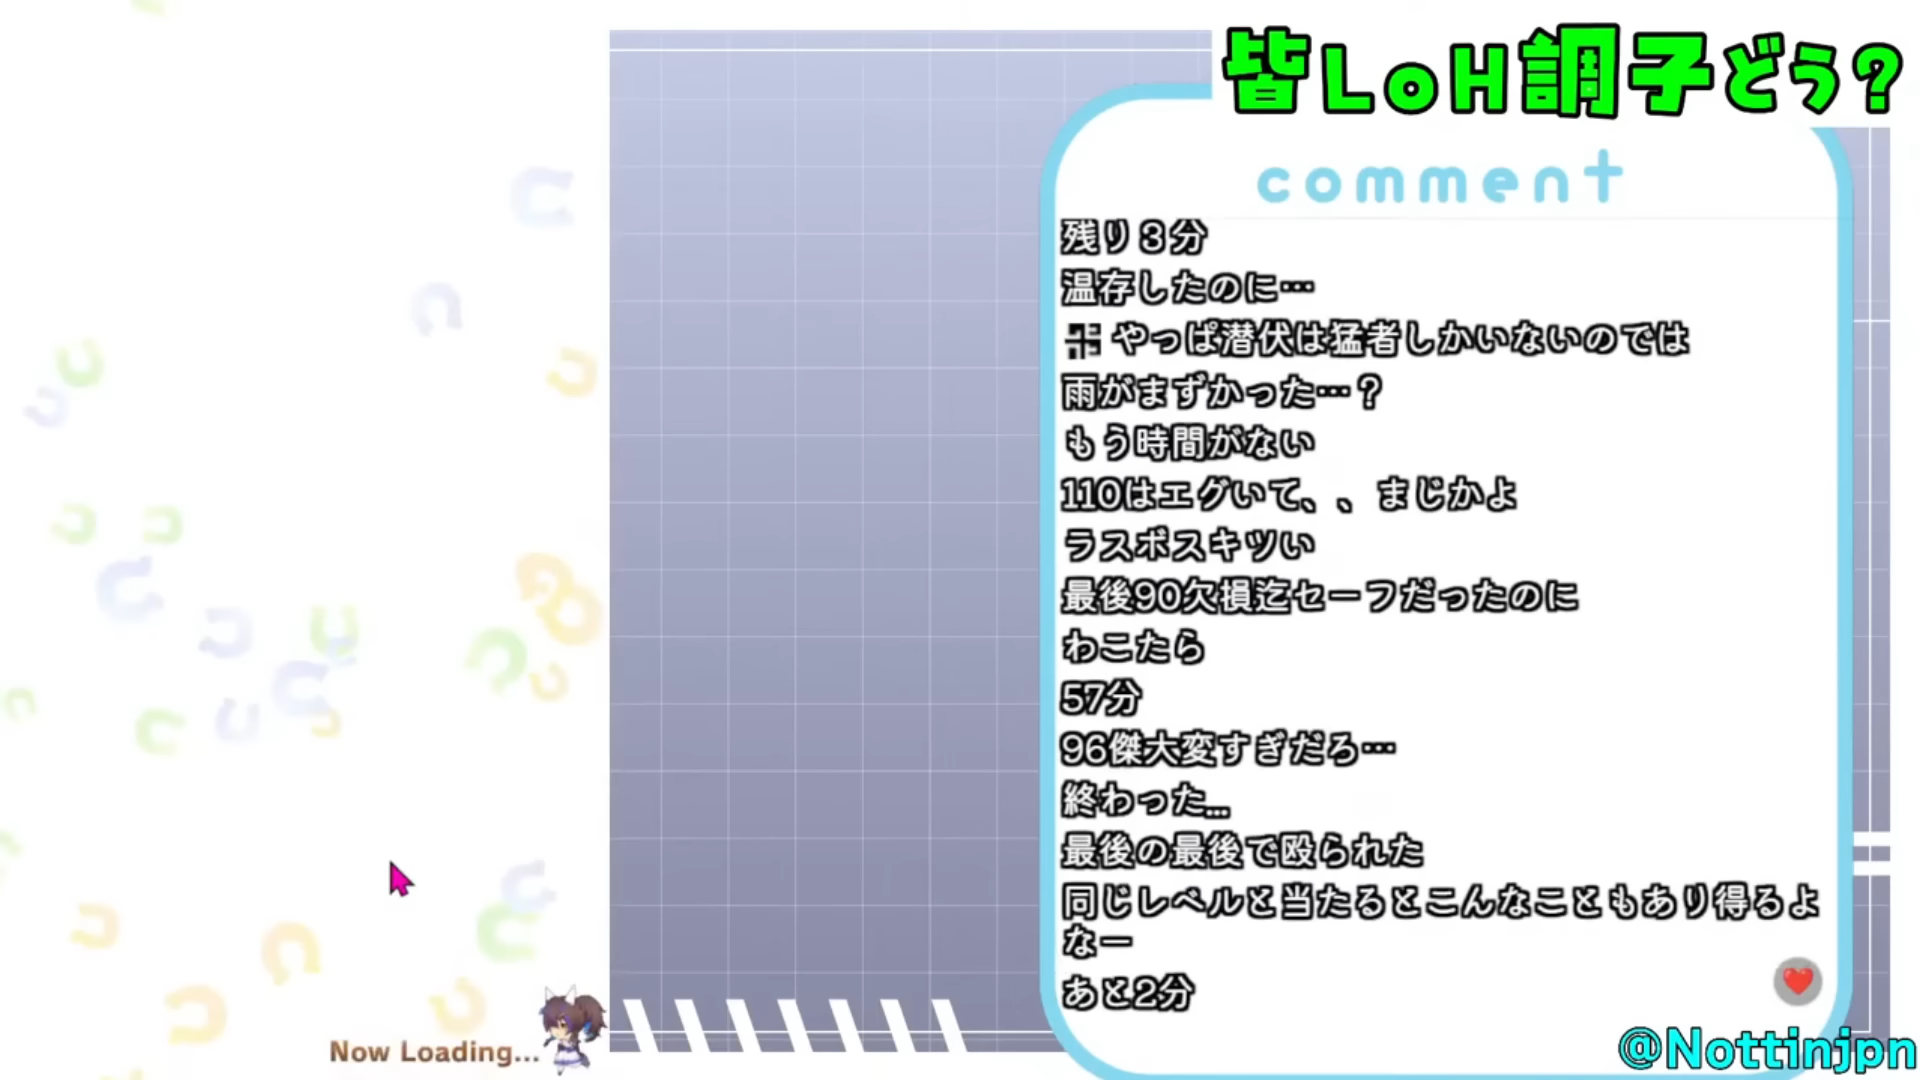 皆LoH調子どう?
comment
残り３分
温存したのに…
やっぱ潜伏は猛者しかいないのでは
雨がまずかった…？
もう時間がない
110はエグいて、、まじかよ
ラスボスキツい
最後90欠損迄セーフだったのに
わこたら
57分
96傑大変すぎだろ…
終わった...
最後の最後で殴られた
同じレベルと当たるとこんなこともあり得るよ
なー
あと2分
Now Loading...
@Nottinjpn